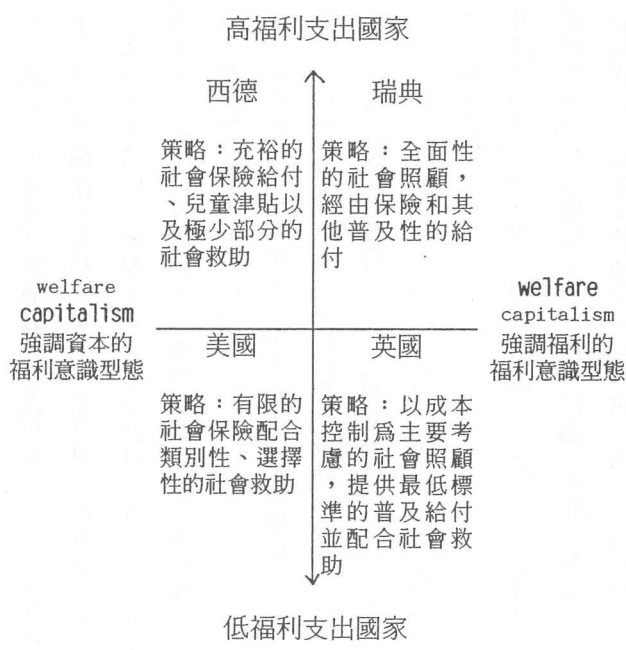 高福利支出國家
西德
瑞典
策略：充裕的
社會保險給付
、兒童津貼以
及極少部分的
社會救助
策略：全面性
的社會照顧，
經由保險和其
他普及性的給
付
welfare
capitalism
強調資本的
福利意識型態
welfare
capitalism
強調福利的
福利意識型態
美國
英國
策略：有限的
社會保險配合
類別性、選擇
性的社會救助
策略：以成本
控制爲主要考
慮的社會照顧
，提供最低標
準的普及給付
並配合社會救
助
低福利支出國家